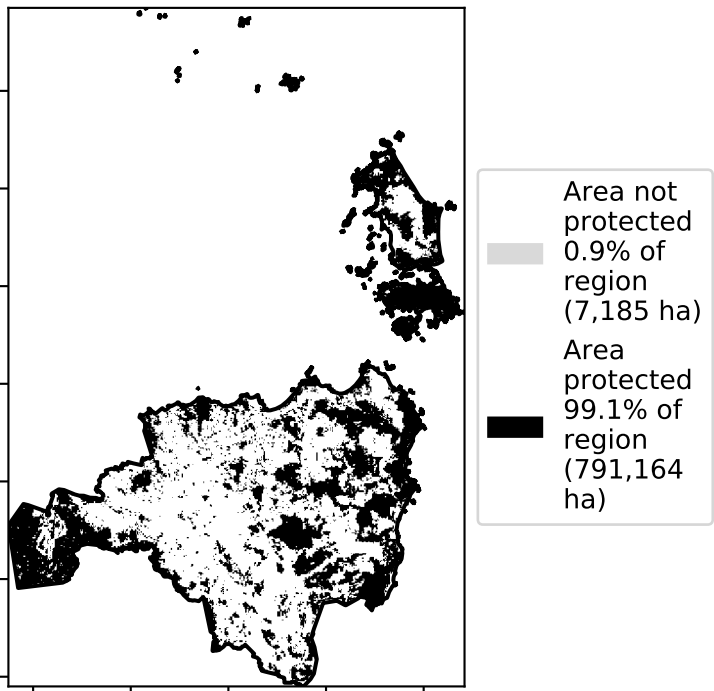 Area not
protected
0.9% of
region
(7,185 ha)
Area
protected
99.1% of
region
(791,164
ha)